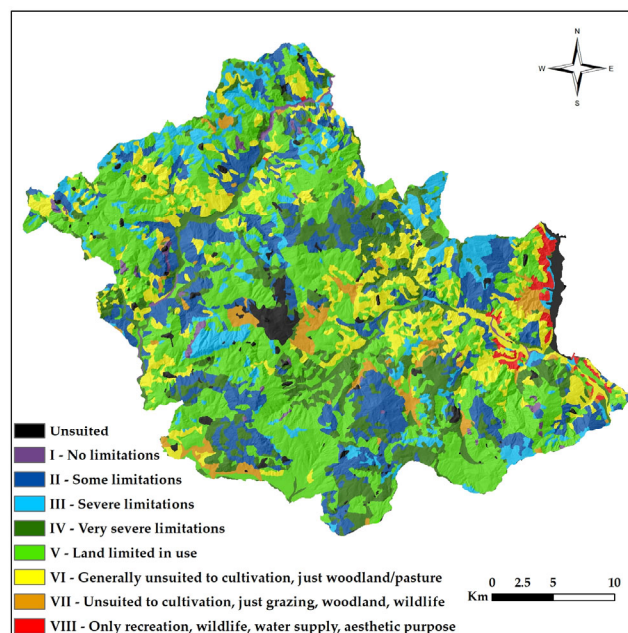 N
W E
S
Unsuited
I - No limitations
II - Some limitations
III - Severe limitations
IV - Very severe limitations
V - Land limited in use
VI - Generally unsuited to cultivation, just woodland/pasture
VII - Unsuited to cultivation, just grazing, woodland, wildlife
VIII - Only recreation, wildlife, water supply, aesthetic purpose
0 2.5 5 10
Km